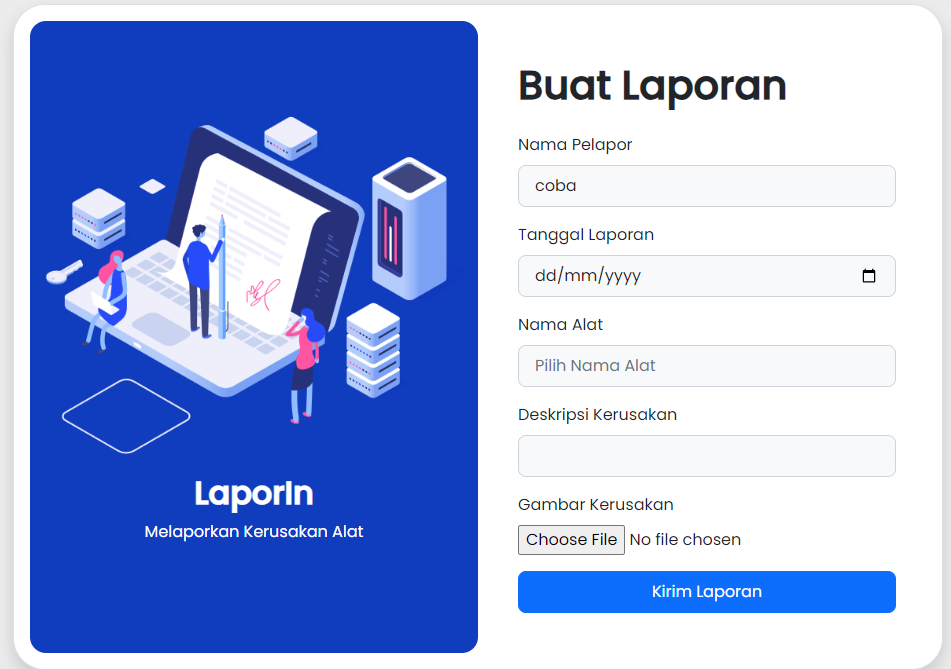 LaporIn
Melaporkan Kerusakan Alat
Buat Laporan
Nama Pelapor
coba
Tanggal Laporan
dd/mm/yyyy
Nama Alat
Pilih Nama Alat
Deskripsi Kerusakan
Gambar Kerusakan
Choose File No file chosen
Kirim Laporan